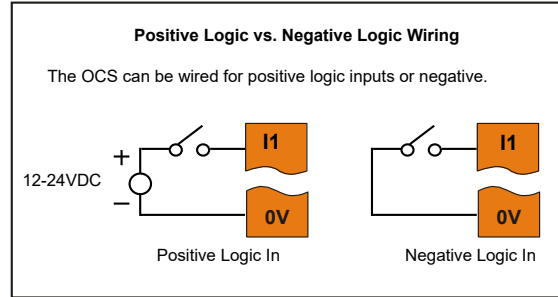 Positive Logic vs. Negative Logic Wiring
The OCS can be wired for positive logic inputs or negative.
I1
I1
+
12-24VDC
–
0V
0V
Positive Logic In
Negative Logic In